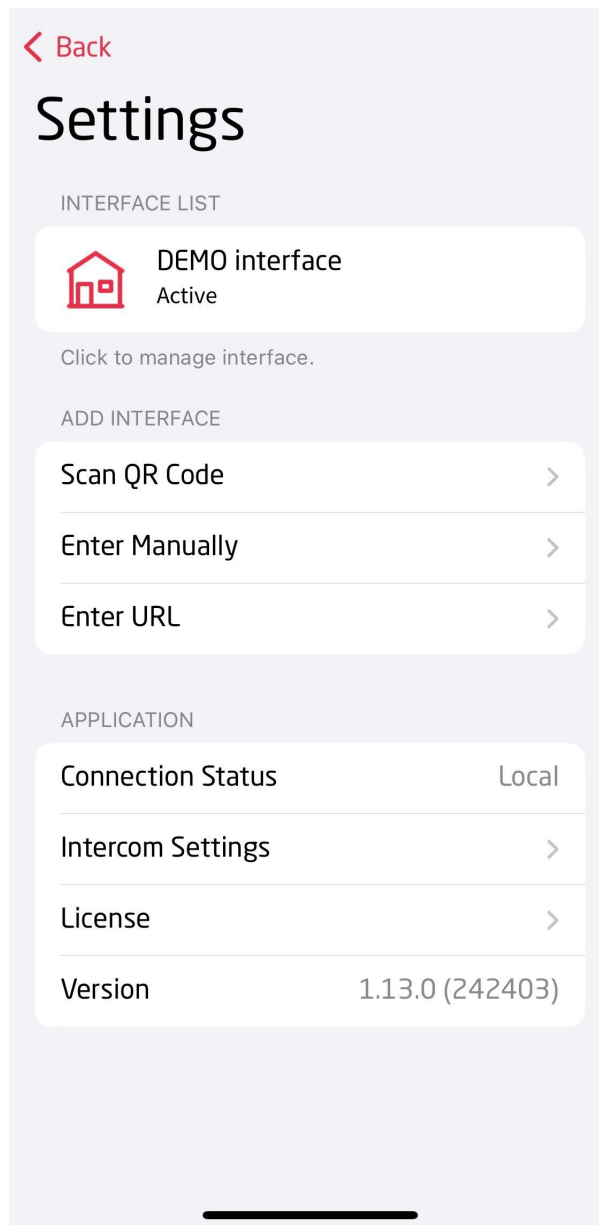 Back
Settings
INTERFACE LIST
DEMO interface
Active
Click to manage interface.
ADD INTERFACE
Scan QR Code
Enter Manually
Enter URL
APPLICATION
Connection Status Local
Intercom Settings
License
Version 1.13.0 (242403)